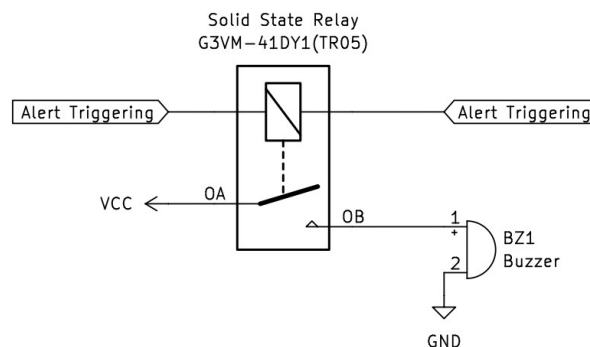 Solid State Relay
G3VM-41DY1(TR05)
Alert Triggering
Alert Triggering
VCC
OA
OB
1
+
BZ1
2
Buzzer
GND